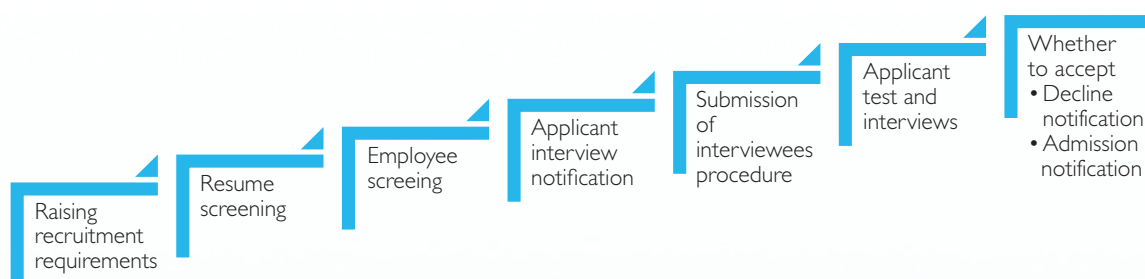 Raising
recruitment
requirements
Resume
screening
Employee
screeing
Applicant
interview
notification
Submission
of
interviewees
procedure
Applicant
test and
interviews
Whether
to accept
• Decline
notification
• Admission
notification